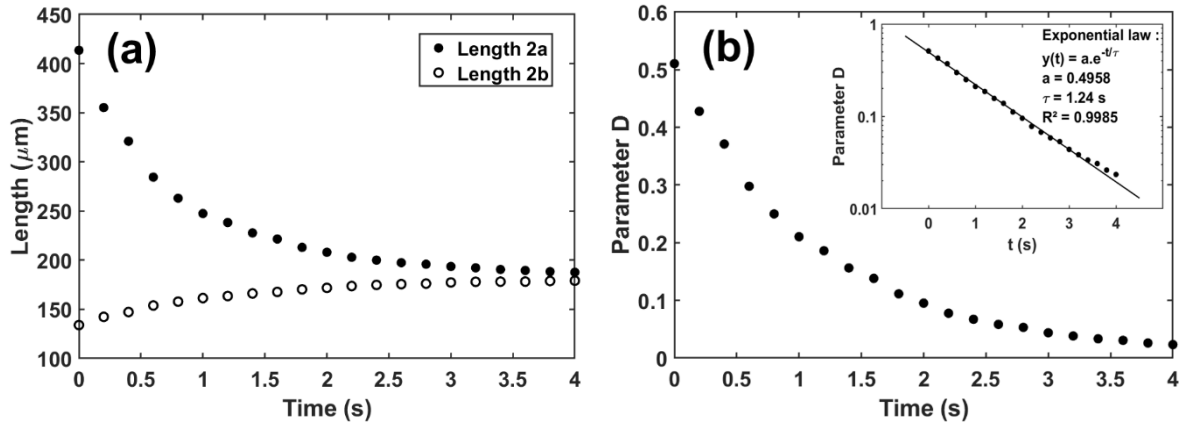 (a)
Length 2a
Length 2b
450
400
350
300
250
200
150
100
Length (μm)
0 0.5 1 1.5 2 2.5 3 3.5 4
Time (s)
(b)
0.6
0.5
0.4
0.3
0.2
0.1
0
Parameter D
0 0.5 1 1.5 2 2.5 3 3.5 4
Time (s)
1
0.1
0.01
Parameter D
Exponential law :
y(t) = a.e^-t/τ
a = 0.4958
τ = 1.24 s
R² = 0.9985
0 1 2 3 4
t (s)